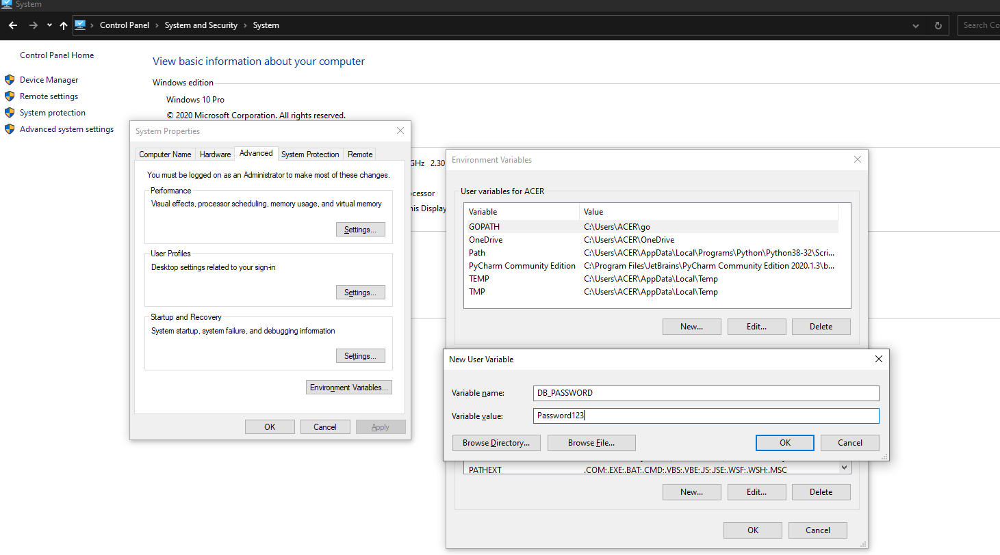 System
Control Panel › System and Security › System
Search Co
Control Panel Home
Device Manager
Remote settings
System protection
Advanced system settings
View basic information about your computer
Windows edition
Windows 10 Pro
© 2020 Microsoft Corporation. All rights reserved.
GHz 2.30
ocessor
his Display
System Properties
Computer Name Hardware Advanced System Protection Remote
You must be logged on as an Administrator to make most of these changes.
Performance
Visual effects, processor scheduling, memory usage, and virtual memory
Settings...
User Profiles
Desktop settings related to your sign-in
Settings...
Startup and Recovery
System startup, system failure, and debugging information
Settings...
Environment Variables...
OK Cancel Apply
Environment Variables
User variables for ACER
Variable Value
GOPATH C:\Users\ACER\go
OneDrive C:\Users\ACER\OneDrive
Path C:\Users\ACER\AppData\Local\Programs\Python\Python38-32\Scri...
PyCharm Community Edition C:\Program Files\JetBrains\PyCharm Community Edition 2020.1.3\b...
TEMP C:\Users\ACER\AppData\Local\Temp
TMP C:\Users\ACER\AppData\Local\Temp
New... Edit... Delete
New User Variable
Variable name: DB_PASSWORD
Variable value: Password123
Browse Directory... Browse File... OK Cancel
PATHEXT .COM;.EXE;.BAT;.CMD;.VBS;.VBE;.JS;.JSE;.WSF;.WSH;.MSC
New... Edit... Delete
OK Cancel